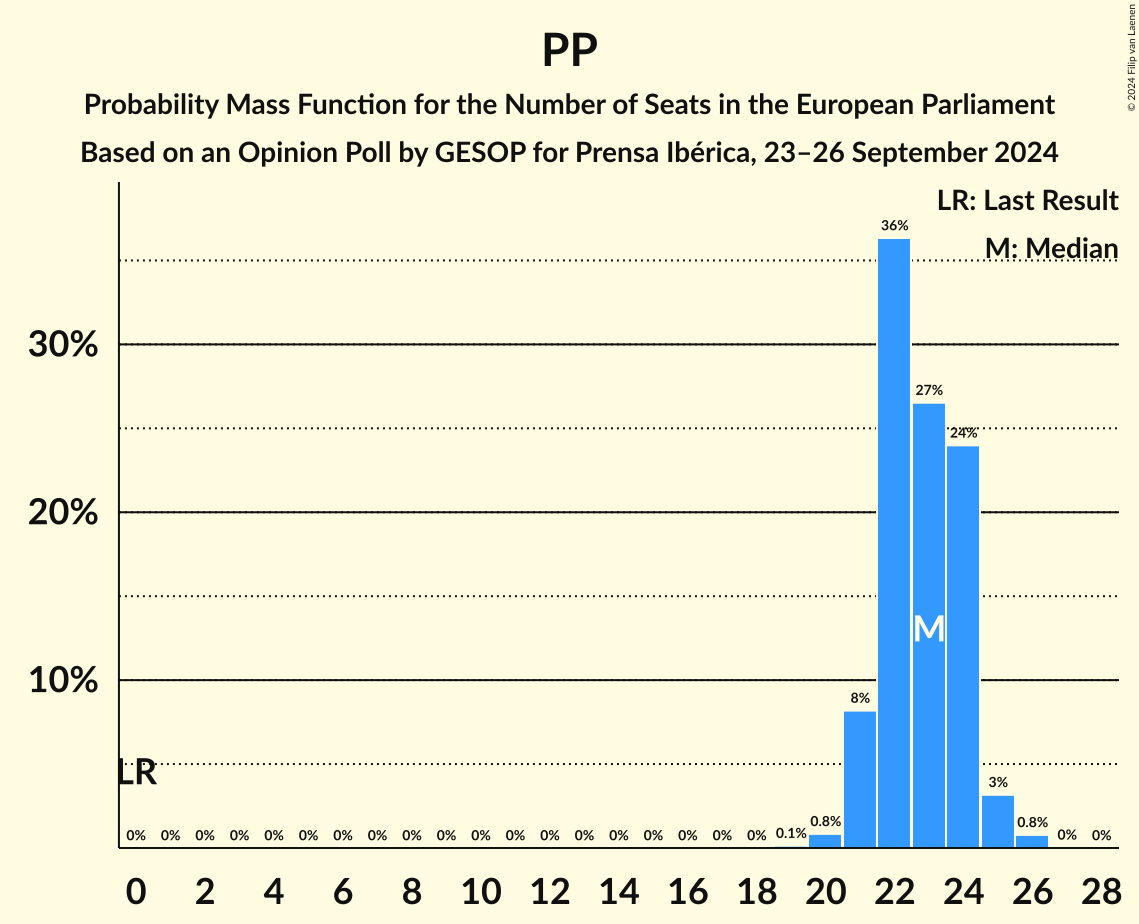 PP
Probability Mass Function for the Number of Seats in the European Parliament
Based on an Opinion Poll by GESOP for Prensa Ibérica, 23–26 September 2024
© 2024 Filip van Laenen
LR: Last Result
M: Median
36%
30%
27%
24%
20%
M
10%
8%
LR
3%
0% 0% 0% 0% 0% 0% 0% 0% 0% 0% 0% 0% 0% 0% 0% 0% 0% 0% 0% 0.1% 0.8% 0.8% 0% 0%
0 2 4 6 8 10 12 14 16 18 20 22 24 26 28